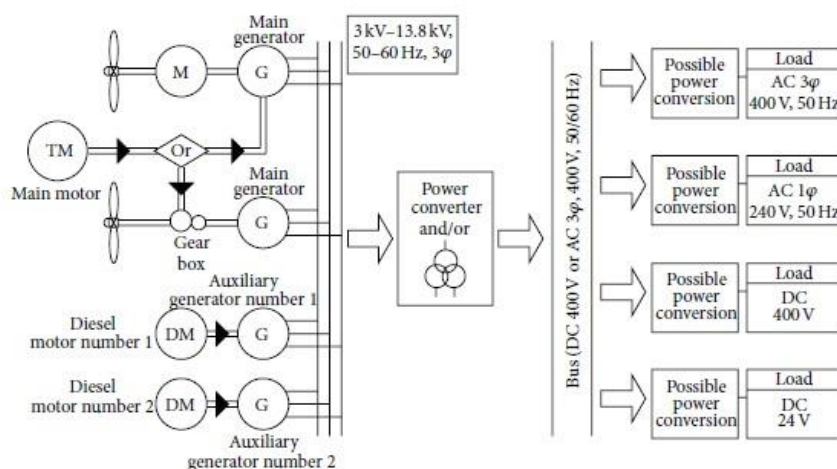 Main
generator
M
G
3 kV–13.8 kV,
50–60 Hz, 3φ
TM
Main motor
Or
Main
generator
G
Gear
box
Auxiliary
generator number 1
Diesel
motor number 1
DM
G
Diesel
motor number 2
DM
G
Auxiliary
generator number 2
Power
converter
and/or
Bus (DC 400 V or AC 3φ, 400 V, 50/60 Hz)
Possible
power
conversion
Load
AC 3φ
400 V, 50 Hz
Possible
power
conversion
Load
AC 1φ
240 V, 50 Hz
Possible
power
conversion
Load
DC
400 V
Possible
power
conversion
Load
DC
24 V